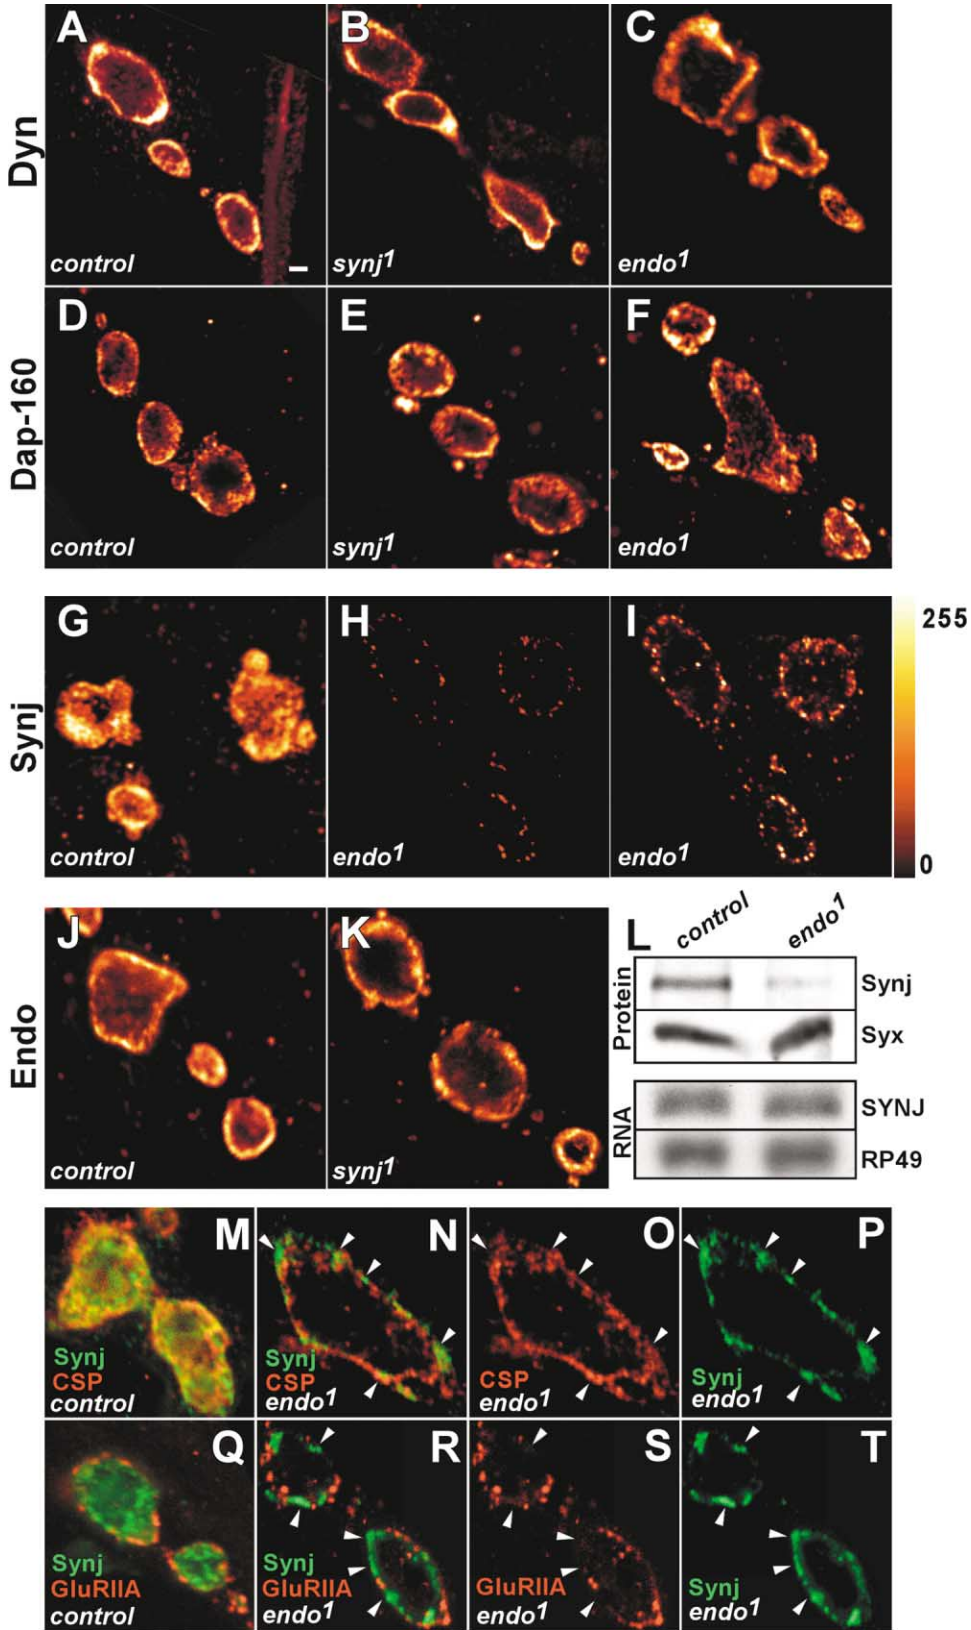 A B C
Dyn
control synj1 endo1
D E F
Dap-160
control synj1 endo1
G H I 255
Synj
control endo1 endo1 0
J K L control endo1
Endo
Protein
Synj
Syx
RNA
SYNJ
RP49
control synj1
M N O P
Synj Synj
CSP CSP CSP Synj
control endo1 endo1 endo1
Q R S T
Synj Synj
GluRIIA GluRIIA GluRIIA Synj
control endo1 endo1 endo1